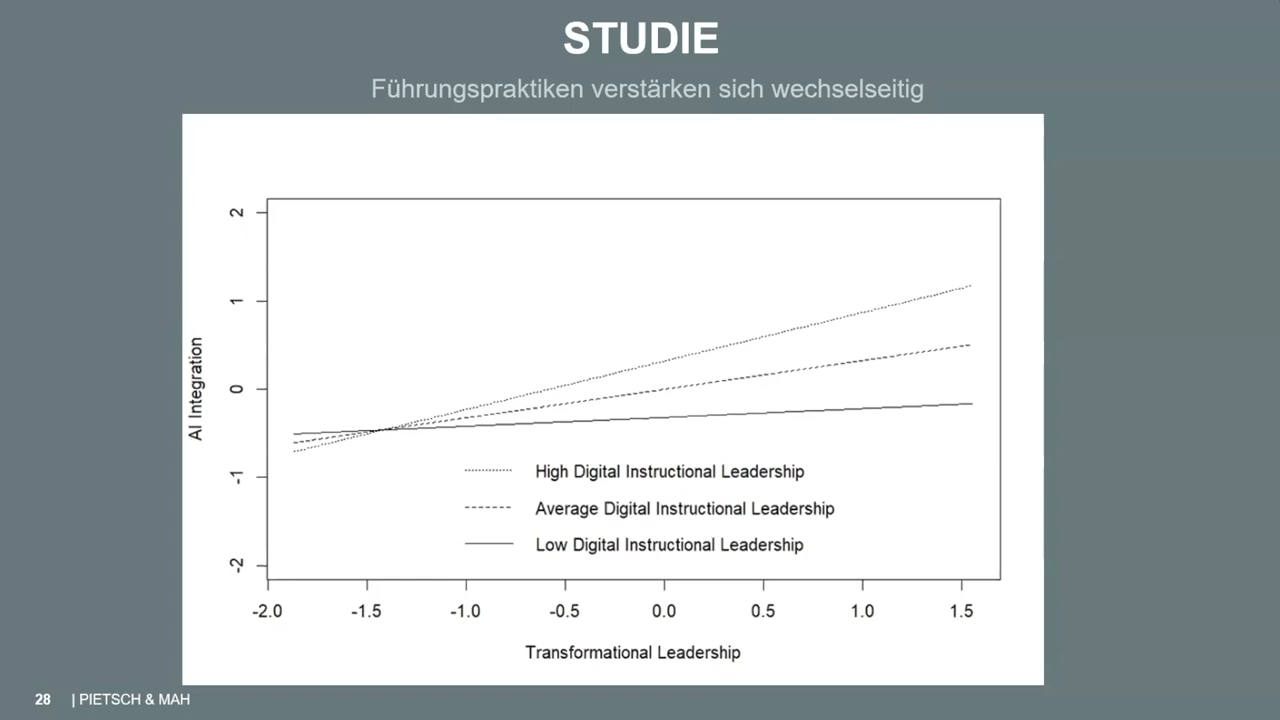 STUDIE
Führungspraktiken verstärken sich wechselseitig
2
1
0
-1
-2
AI Integration
High Digital Instructional Leadership
Average Digital Instructional Leadership
Low Digital Instructional Leadership
-2.0 -1.5 -1.0 -0.5 0.0 0.5 1.0 1.5
Transformational Leadership
28 | PIETSCH & MAH